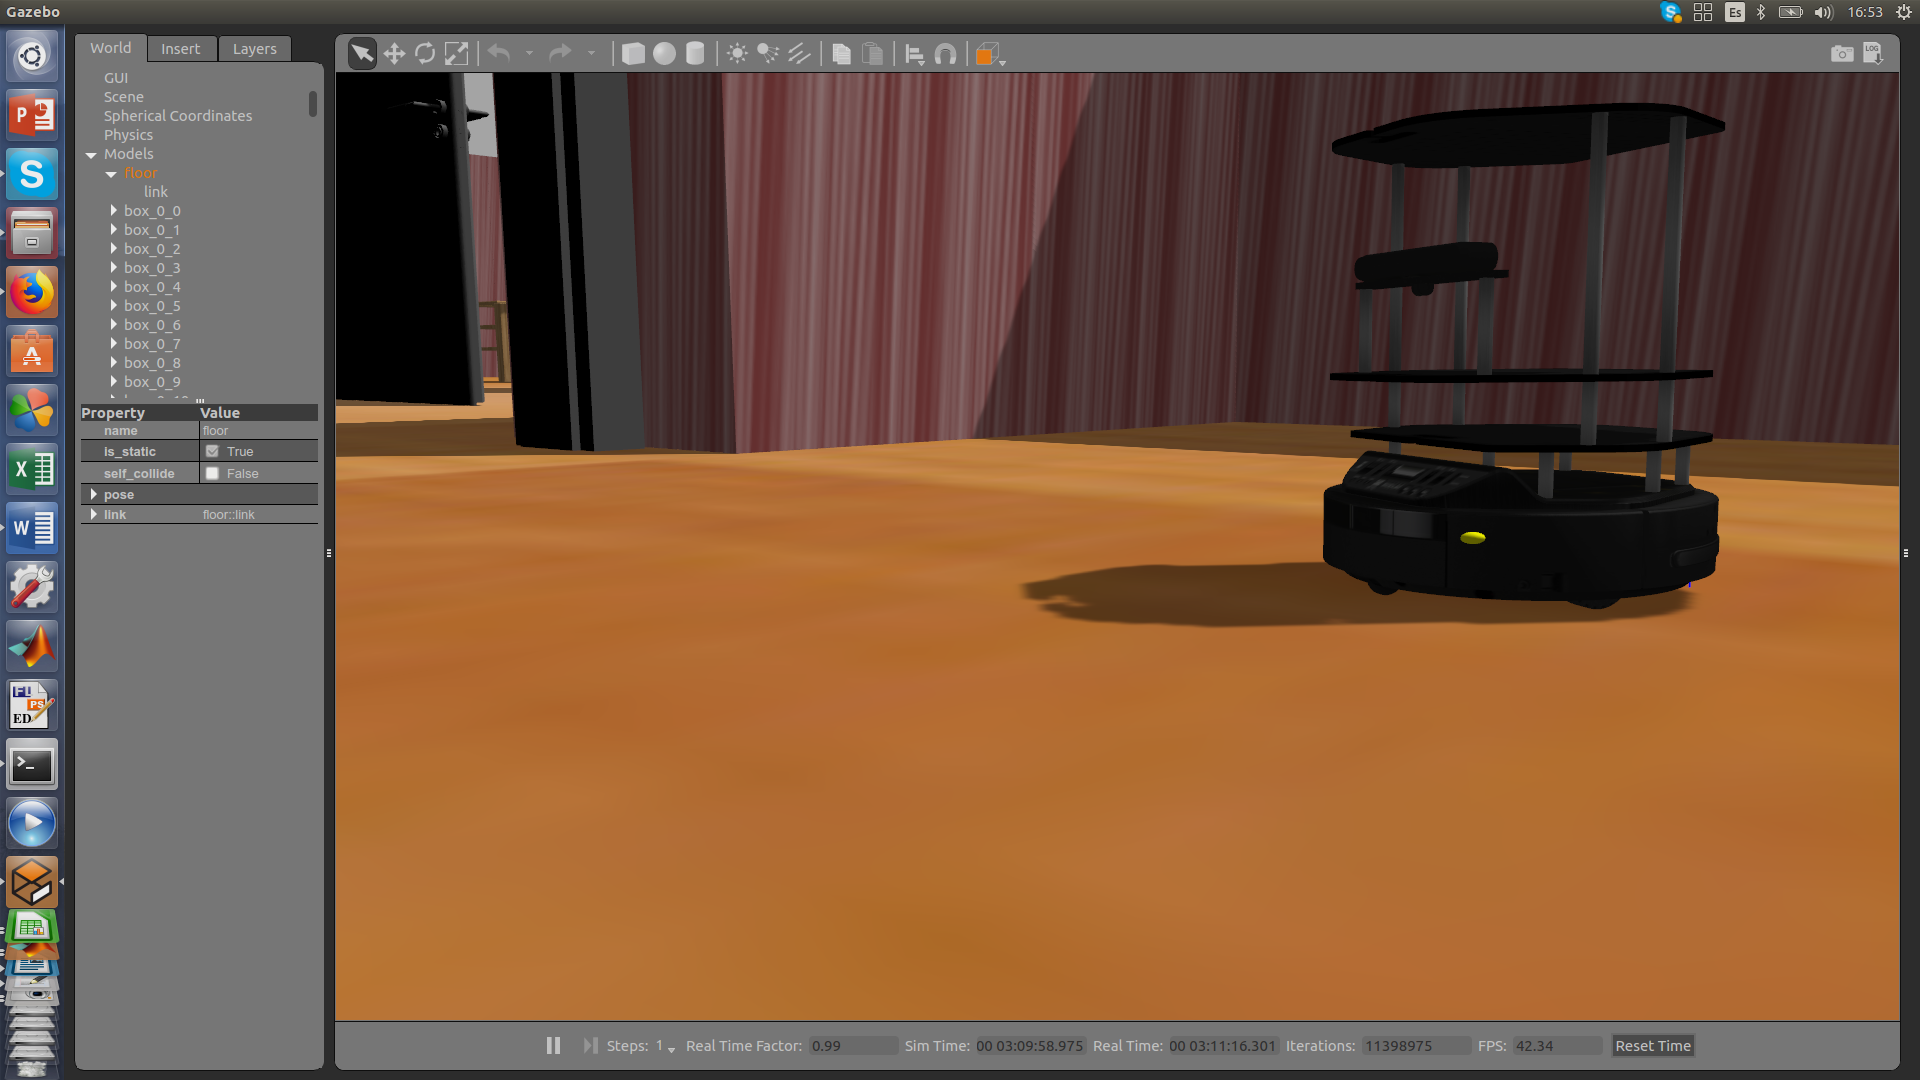 Gazebo
Es
16:53
World
Insert
Layers
LOG
GUI
Scene
Spherical Coordinates
Physics
Models
floor
link
box_0_0
box_0_1
box_0_2
box_0_3
box_0_4
box_0_5
box_0_6
box_0_7
box_0_8
box_0_9
Property Value
name floor
is_static True
self_collide False
pose
link floor::link
Steps: 1 Real Time Factor: 0.99 Sim Time: 00 03:09:58.975 Real Time: 00 03:11:16.301 Iterations: 11398975 FPS: 42.34 Reset Time